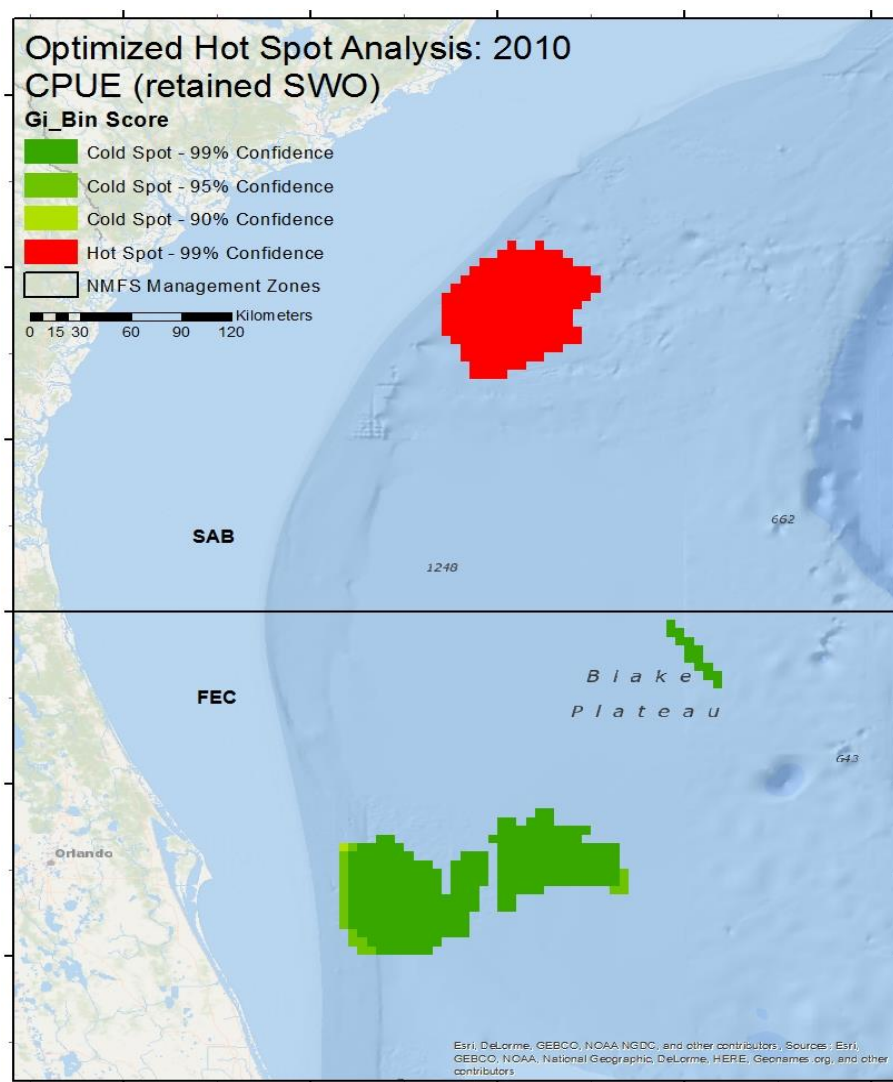 Optimized Hot Spot Analysis: 2010
CPUE (retained SWO)
Gi_Bin Score
Cold Spot - 99% Confidence
Cold Spot - 95% Confidence
Cold Spot - 90% Confidence
Hot Spot - 99% Confidence
NMFS Management Zones
Kilometers
0 15 30 60 90 120
662
SAB
1248
Blake
FEC
Plateau
643
Orlando
Esri, DeLorme, GEBCO, NOAA NGDC, and other contributors, Sources: Esri,
GEBCO, NOAA, National Geographic, DeLorme, HERE, Geonames.org, and other
contributors